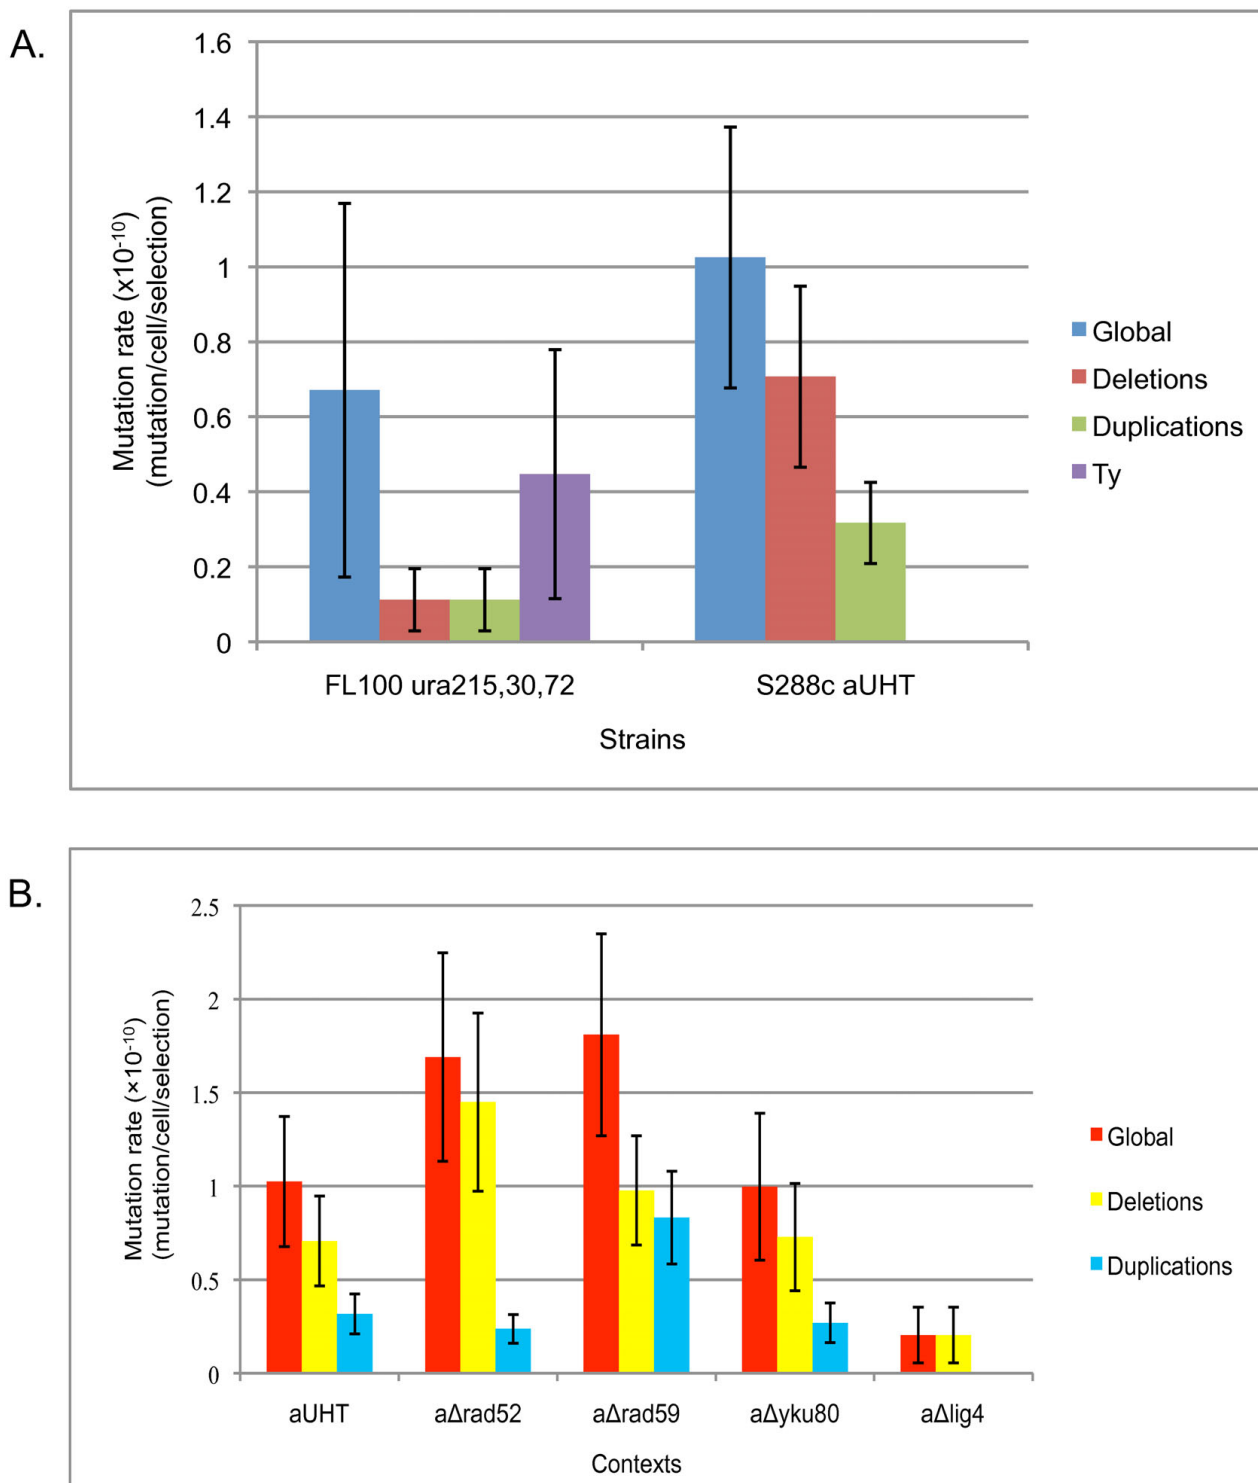 A.
1.6
1.4
1.2
1
0.8
0.6
0.4
0.2
0
Mutation rate (x10⁻¹⁰)
(mutation/cell/selection)
FL100 ura215,30,72
S288c aUHT
Strains
Global
Deletions
Duplications
Ty
B.
2.5
2
1.5
1
0.5
0
Mutation rate (×10⁻¹⁰)
(mutation/cell/selection)
aUHT
aΔrad52
aΔrad59
aΔyku80
aΔlig4
Contexts
Global
Deletions
Duplications